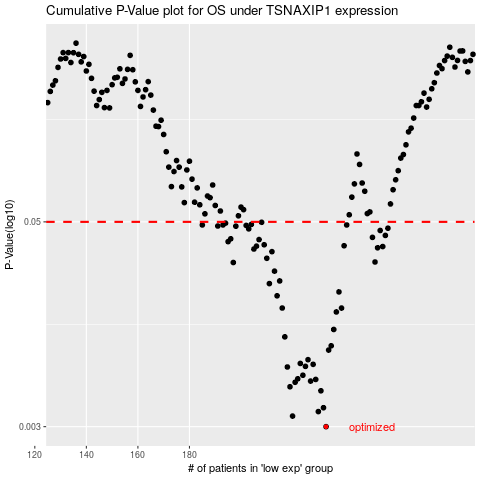 Cumulative P-Value plot for OS under TSNAXIP1 expression
P-Value(log10)
0.05
0.003
optimized
120 140 160 180
# of patients in 'low exp' group